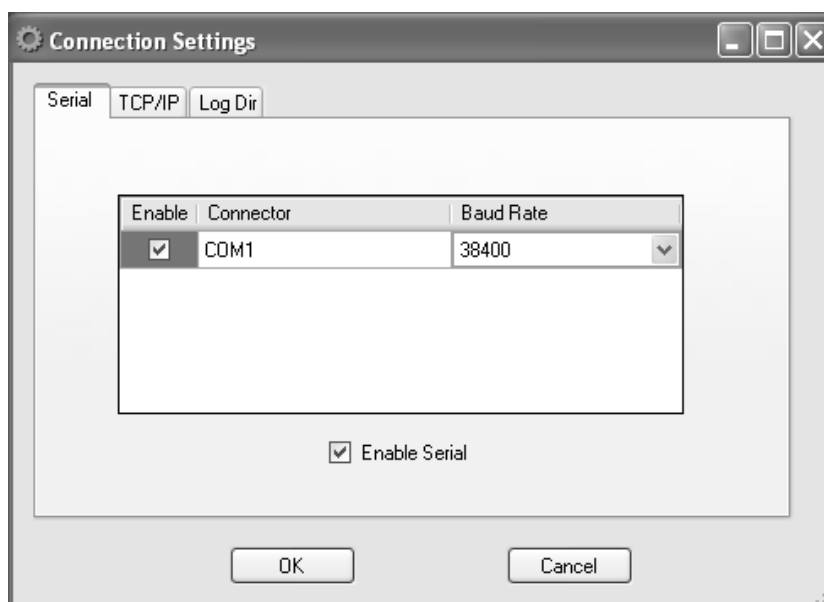 Connection Settings
Serial TCP/IP Log Dir
Enable Connector Baud Rate
COM1 38400
Enable Serial
OK Cancel